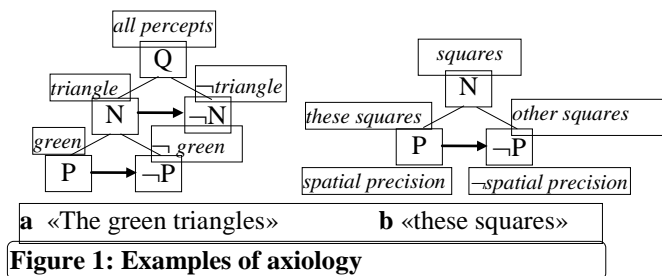 all percepts
Q
triangle
¬triangle
N
¬N
squares
N
green
¬ green
these squares
other squares
P
¬P
P
¬P
spatial precision
¬spatial precision
a «The green triangles»
b «these squares»
Figure 1: Examples of axiology